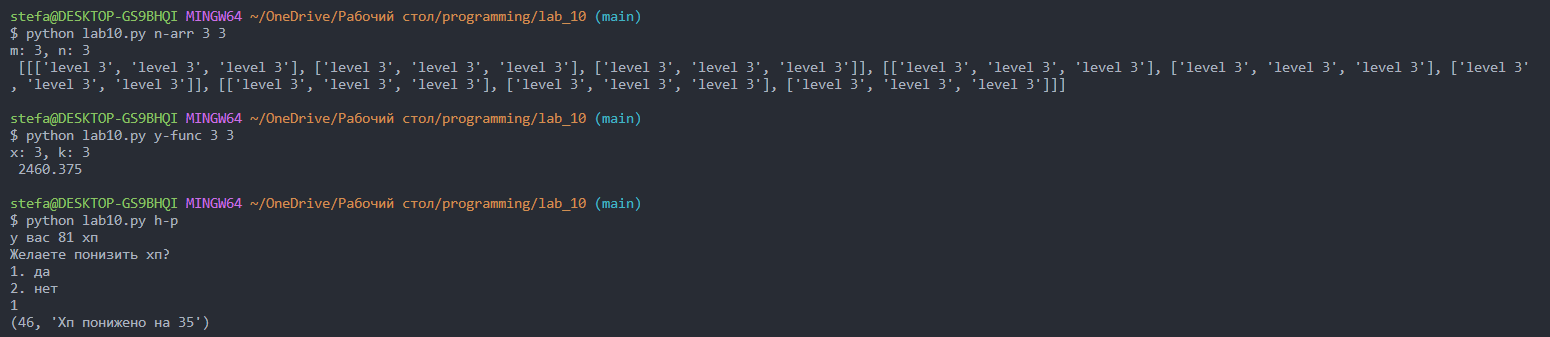 stefa@DESKTOP-GS9BHQI MINGW64 ~/OneDrive/Рабочий стол/programming/lab_10 (main)
$ python lab10.py n-arr 3 3
m: 3, n: 3
 [[['level 3', 'level 3', 'level 3'], ['level 3', 'level 3', 'level 3'], ['level 3', 'level 3', 'level 3']], [['level 3', 'level 3', 'level 3'], ['level 3', 'level 3', 'level 3'], ['level 3'
, 'level 3', 'level 3']], [['level 3', 'level 3', 'level 3'], ['level 3', 'level 3', 'level 3'], ['level 3', 'level 3', 'level 3']]]
stefa@DESKTOP-GS9BHQI MINGW64 ~/OneDrive/Рабочий стол/programming/lab_10 (main)
$ python lab10.py y-func 3 3
x: 3, k: 3
 2460.375
stefa@DESKTOP-GS9BHQI MINGW64 ~/OneDrive/Рабочий стол/programming/lab_10 (main)
$ python lab10.py h-p
у вас 81 хп
Желаете понизить хп?
1. да
2. нет
1
(46, 'Хп понижено на 35')